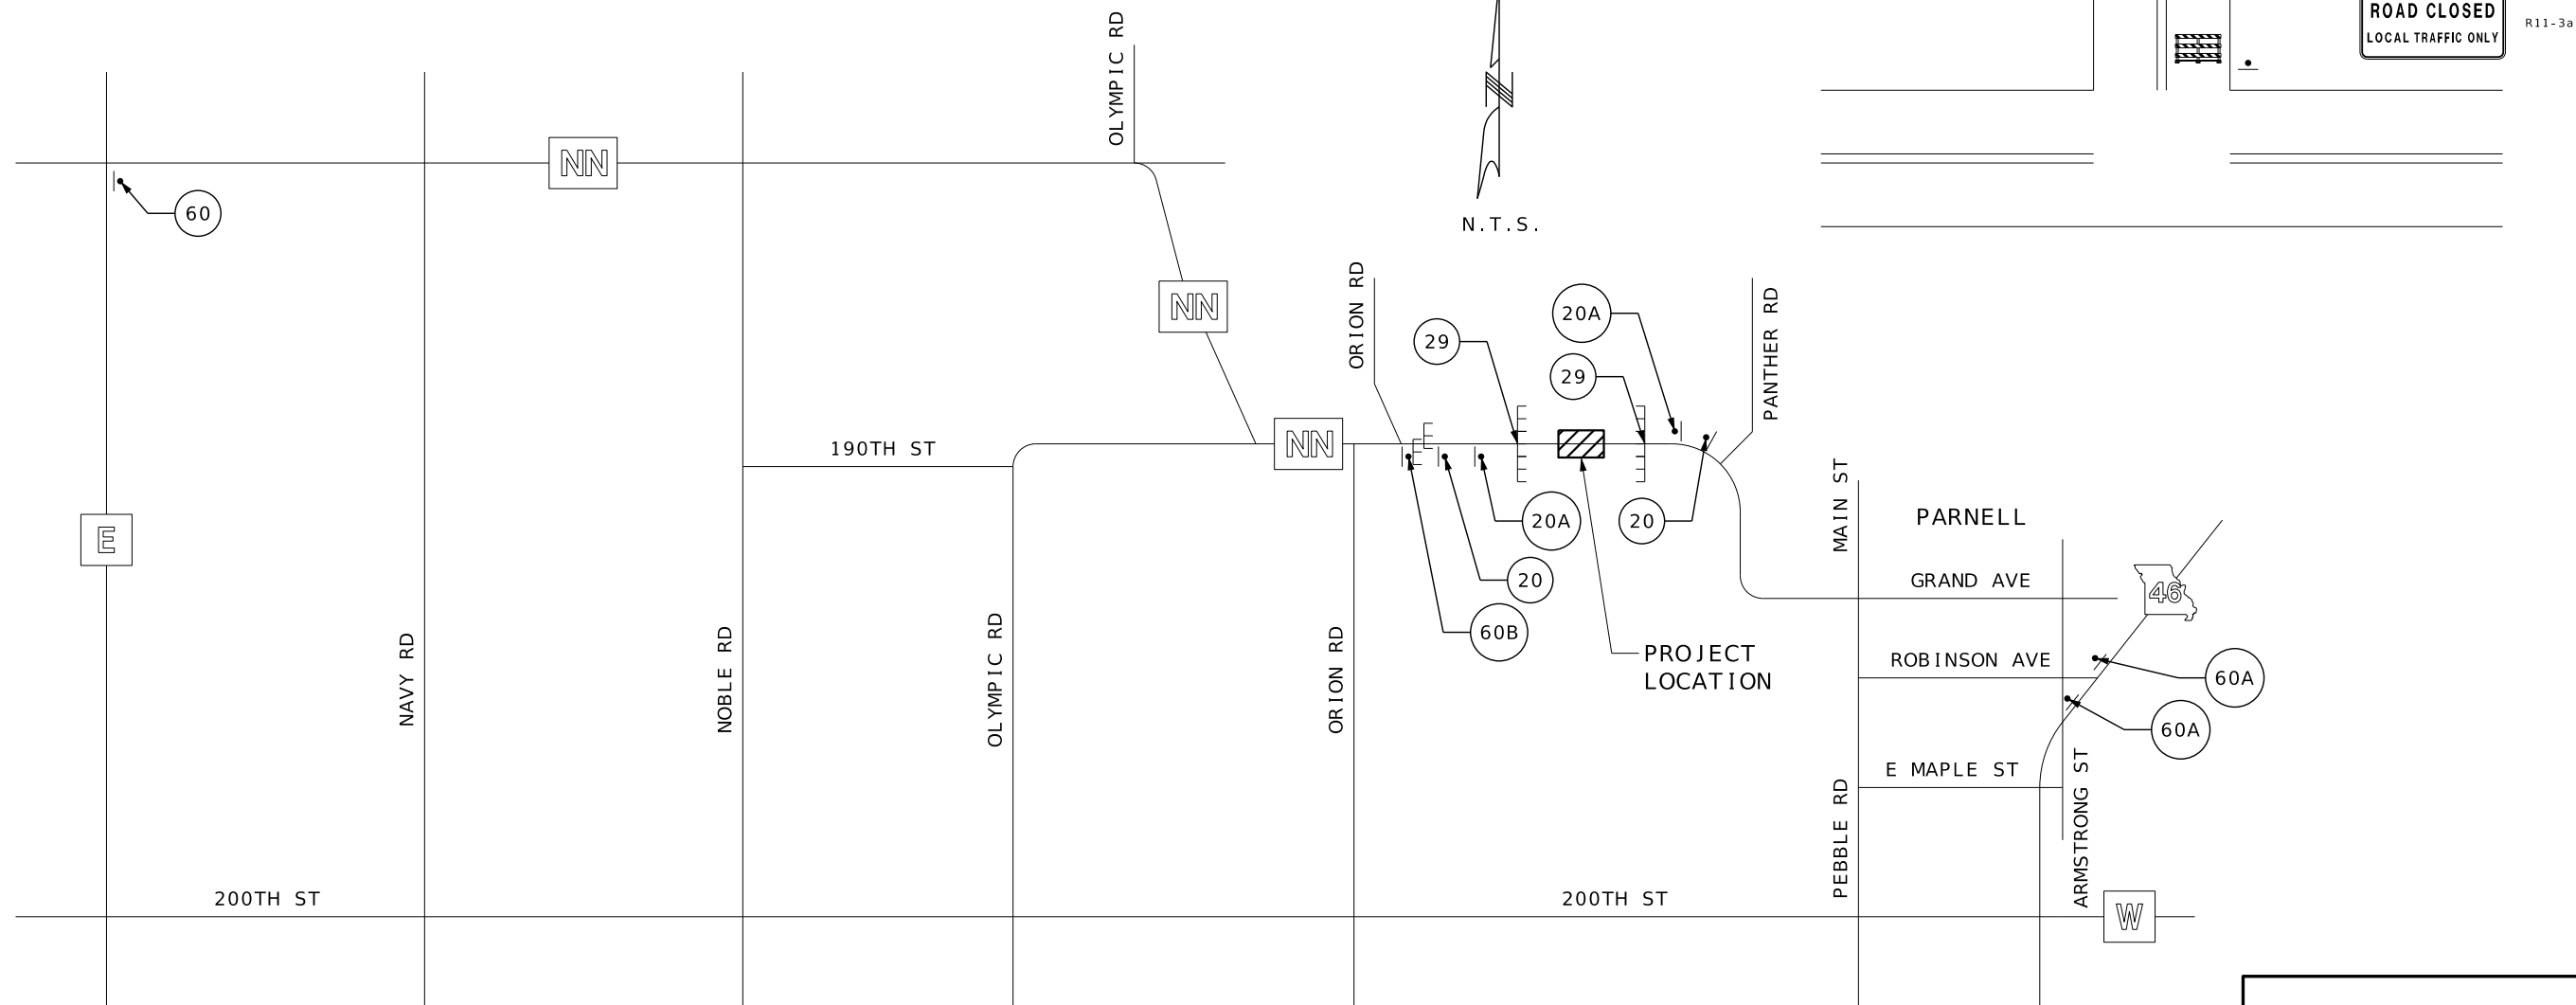 OLYMPIC RD
ROAD CLOSED
LOCAL TRAFFIC ONLY
R11-3a
NN
60
N
N.T.S.
NN
ORION RD
29
20A
29
PANTHER RD
190TH ST
NN
E
20A
20
20
60B
PROJECT
LOCATION
MAIN ST
PARNELL
GRAND AVE
46
ROBINSON AVE
60A
60A
NAVY RD
NOBLE RD
OLYMPIC RD
ORION RD
E MAPLE ST
PEBBLE RD
ARMSTRONG ST
200TH ST
200TH ST
W